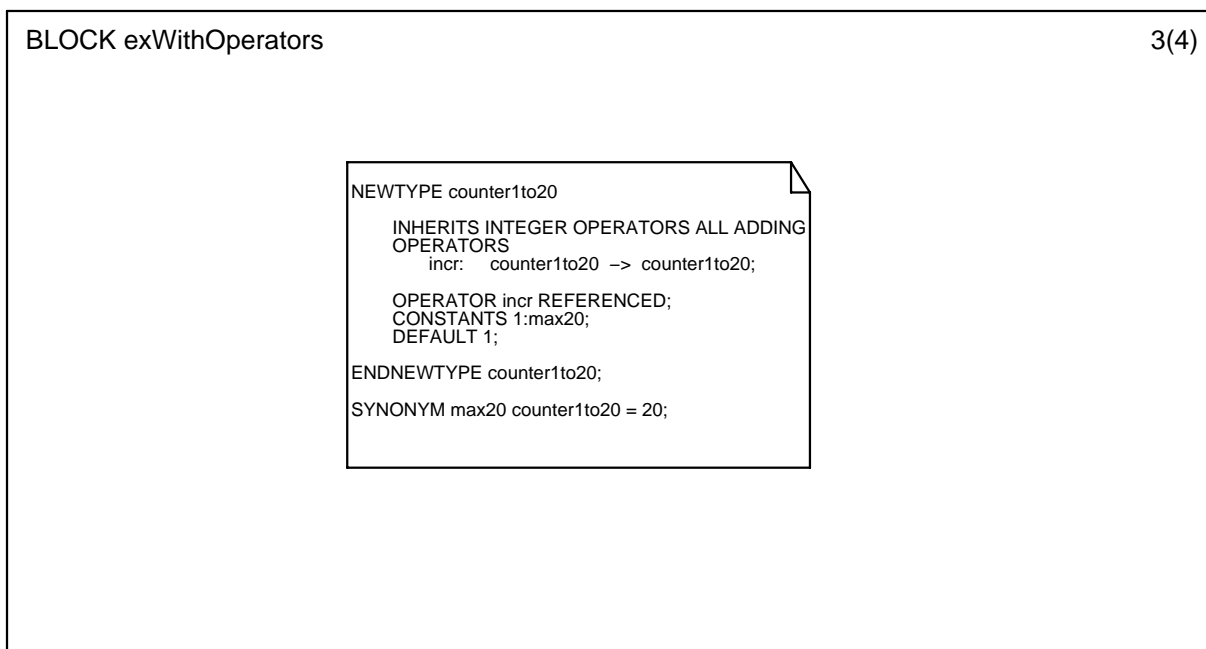 BLOCK exWithOperators
3(4)
NEWTYPE counter1to20
INHERITS INTEGER OPERATORS ALL ADDING
OPERATORS
incr: counter1to20 −> counter1to20;
OPERATOR incr REFERENCED;
CONSTANTS 1:max20;
DEFAULT 1;
ENDNEWTYPE counter1to20;
SYNONYM max20 counter1to20 = 20;